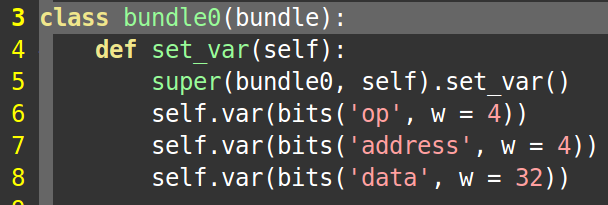 3 class bundle0(bundle):
4     def set_var(self):
5         super(bundle0, self).set_var()
6         self.var(bits('op', w = 4))
7         self.var(bits('address', w = 4))
8         self.var(bits('data', w = 32))